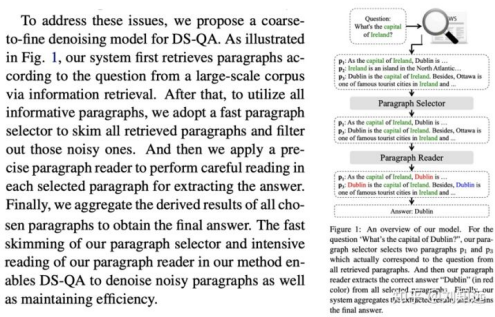 To address these issues, we propose a coarse-
to-fine denoising model for DS-QA. As illustrated
in Fig. 1, our system first retrieves paragraphs ac-
cording to the question from a large-scale corpus
via information retrieval. After that, to utilize all
informative paragraphs, we adopt a fast paragraph
selector to skim all retrieved paragraphs and filter
out those noisy ones. And then we apply a pre-
cise paragraph reader to perform careful reading in
each selected paragraph for extracting the answer.
Finally, we aggregate the derived results of all cho-
sen paragraphs to obtain the final answer. The fast
skimming of our paragraph selector and intensive
reading of our paragraph reader in our method en-
ables DS-QA to denoise noisy paragraphs as well
as maintaining efficiency.
Question:
What's the capital
of Ireland?
p₁: As the capital of Ireland, Dublin is ...
p₂: Ireland is an island in the North Atlantic...
p₃: Dublin is the capital of Ireland. Besides, Ottawa is
one of famous tourist cities in Ireland and ...
Paragraph Selector
p₁: As the capital of Ireland, Dublin is ...
p₃: Dublin is the capital of Ireland. Besides, Ottawa is
one of famous tourist cities in Ireland and ...
Paragraph Reader
p₁: As the capital of Ireland, Dublin is ...
p₃: Dublin is the capital of Ireland. Besides, Dublin is
one of famous tourist cities in Ireland and ...
Answer: Dublin
Figure 1: An overview of our model. For the
question 'What's the capital of Dublin?", our para-
graph selector selects two paragraphs p₁ and p₃
which actually correspond to the question from
all retrieved paragraphs. And then our paragraph
reader extracts the correct answer "Dublin" (in red
color) from all selected paragraphs. Finally, our
system aggregates the extracted results
the final answer.